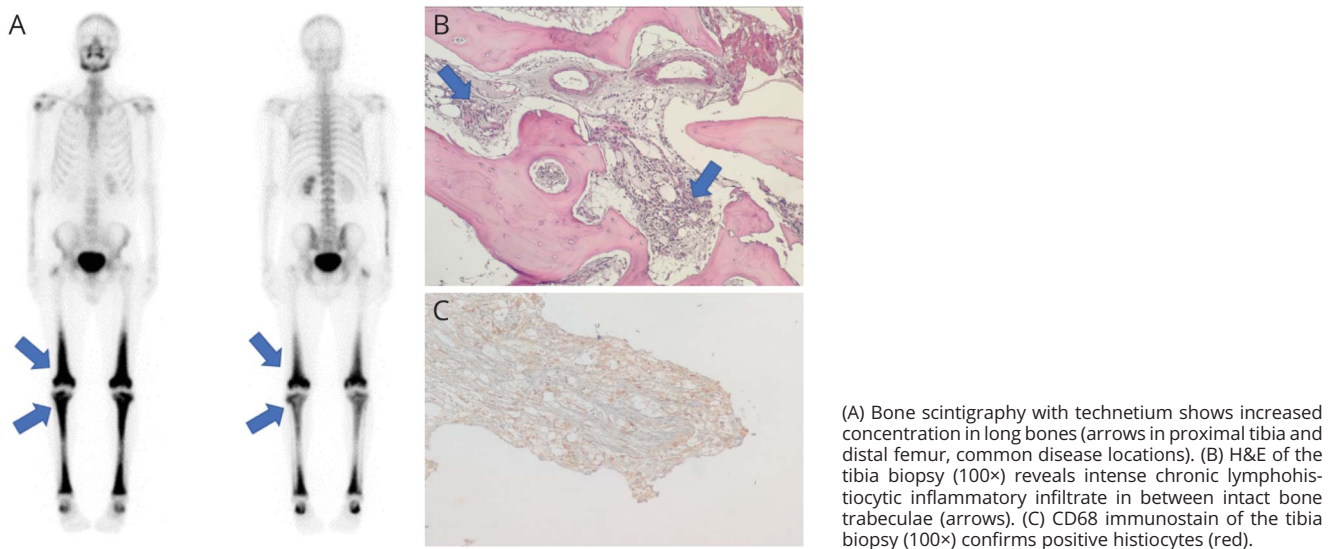 A
B
C
(A) Bone scintigraphy with technetium shows increased
concentration in long bones (arrows in proximal tibia and
distal femur, common disease locations). (B) H&E of the
tibia biopsy (100×) reveals intense chronic lymphohis-
tiocytic inflammatory infiltrate in between intact bone
trabeculae (arrows). (C) CD68 immunostain of the tibia
biopsy (100×) confirms positive histiocytes (red).